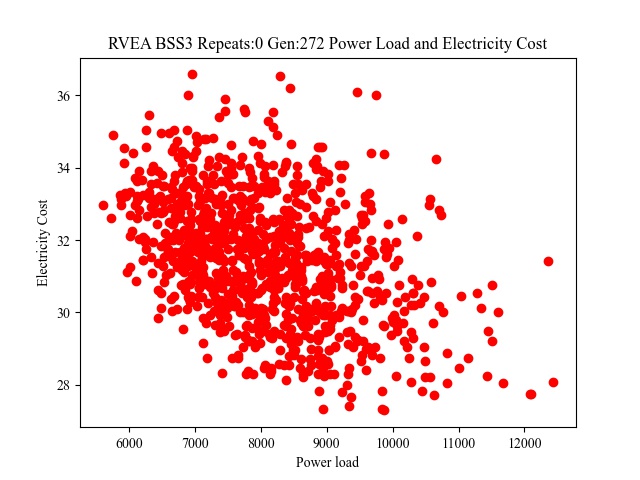 RVEA BSS3 Repeats:0 Gen:272 Power Load and Electricity Cost
36
34
32
30
28
Electricity Cost
6000 7000 8000 9000 10000 11000 12000
Power load